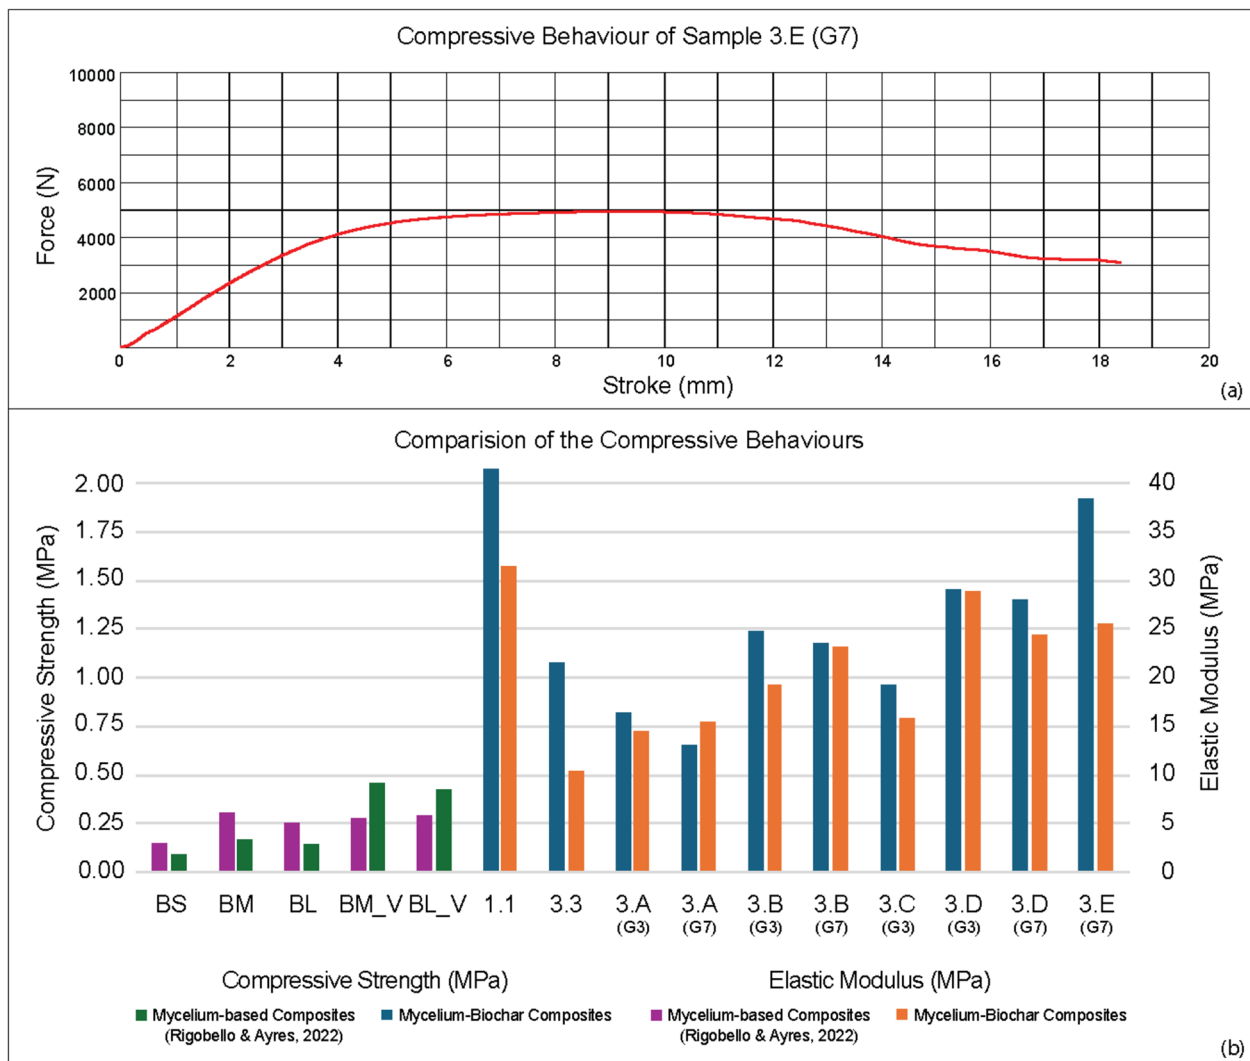 Compressive Behaviour of Sample 3.E (G7)
Force (N)
10000
8000
6000
4000
2000
0 2 4 6 8 10 12 14 16 18 20
Stroke (mm)
(a)
Comparision of the Compressive Behaviours
Compressive Strength (MPa)
2.00
1.75
1.50
1.25
1.00
0.75
0.50
0.25
0.00
40
35
30
25
20
15
10
5
0
Elastic Modulus (MPa)
BS BM BL BM_V BL_V 1.1 3.3 3.A 3.A 3.B 3.B 3.C 3.D 3.D 3.E
(G3) (G7) (G3) (G7) (G3) (G3) (G7) (G7)
Compressive Strength (MPa) Elastic Modulus (MPa)
Mycelium-based Composites Mycelium-Biochar Composites Mycelium-based Composites Mycelium-Biochar Composites
(Rigobello & Ayres, 2022) (Rigobello & Ayres, 2022)
(b)